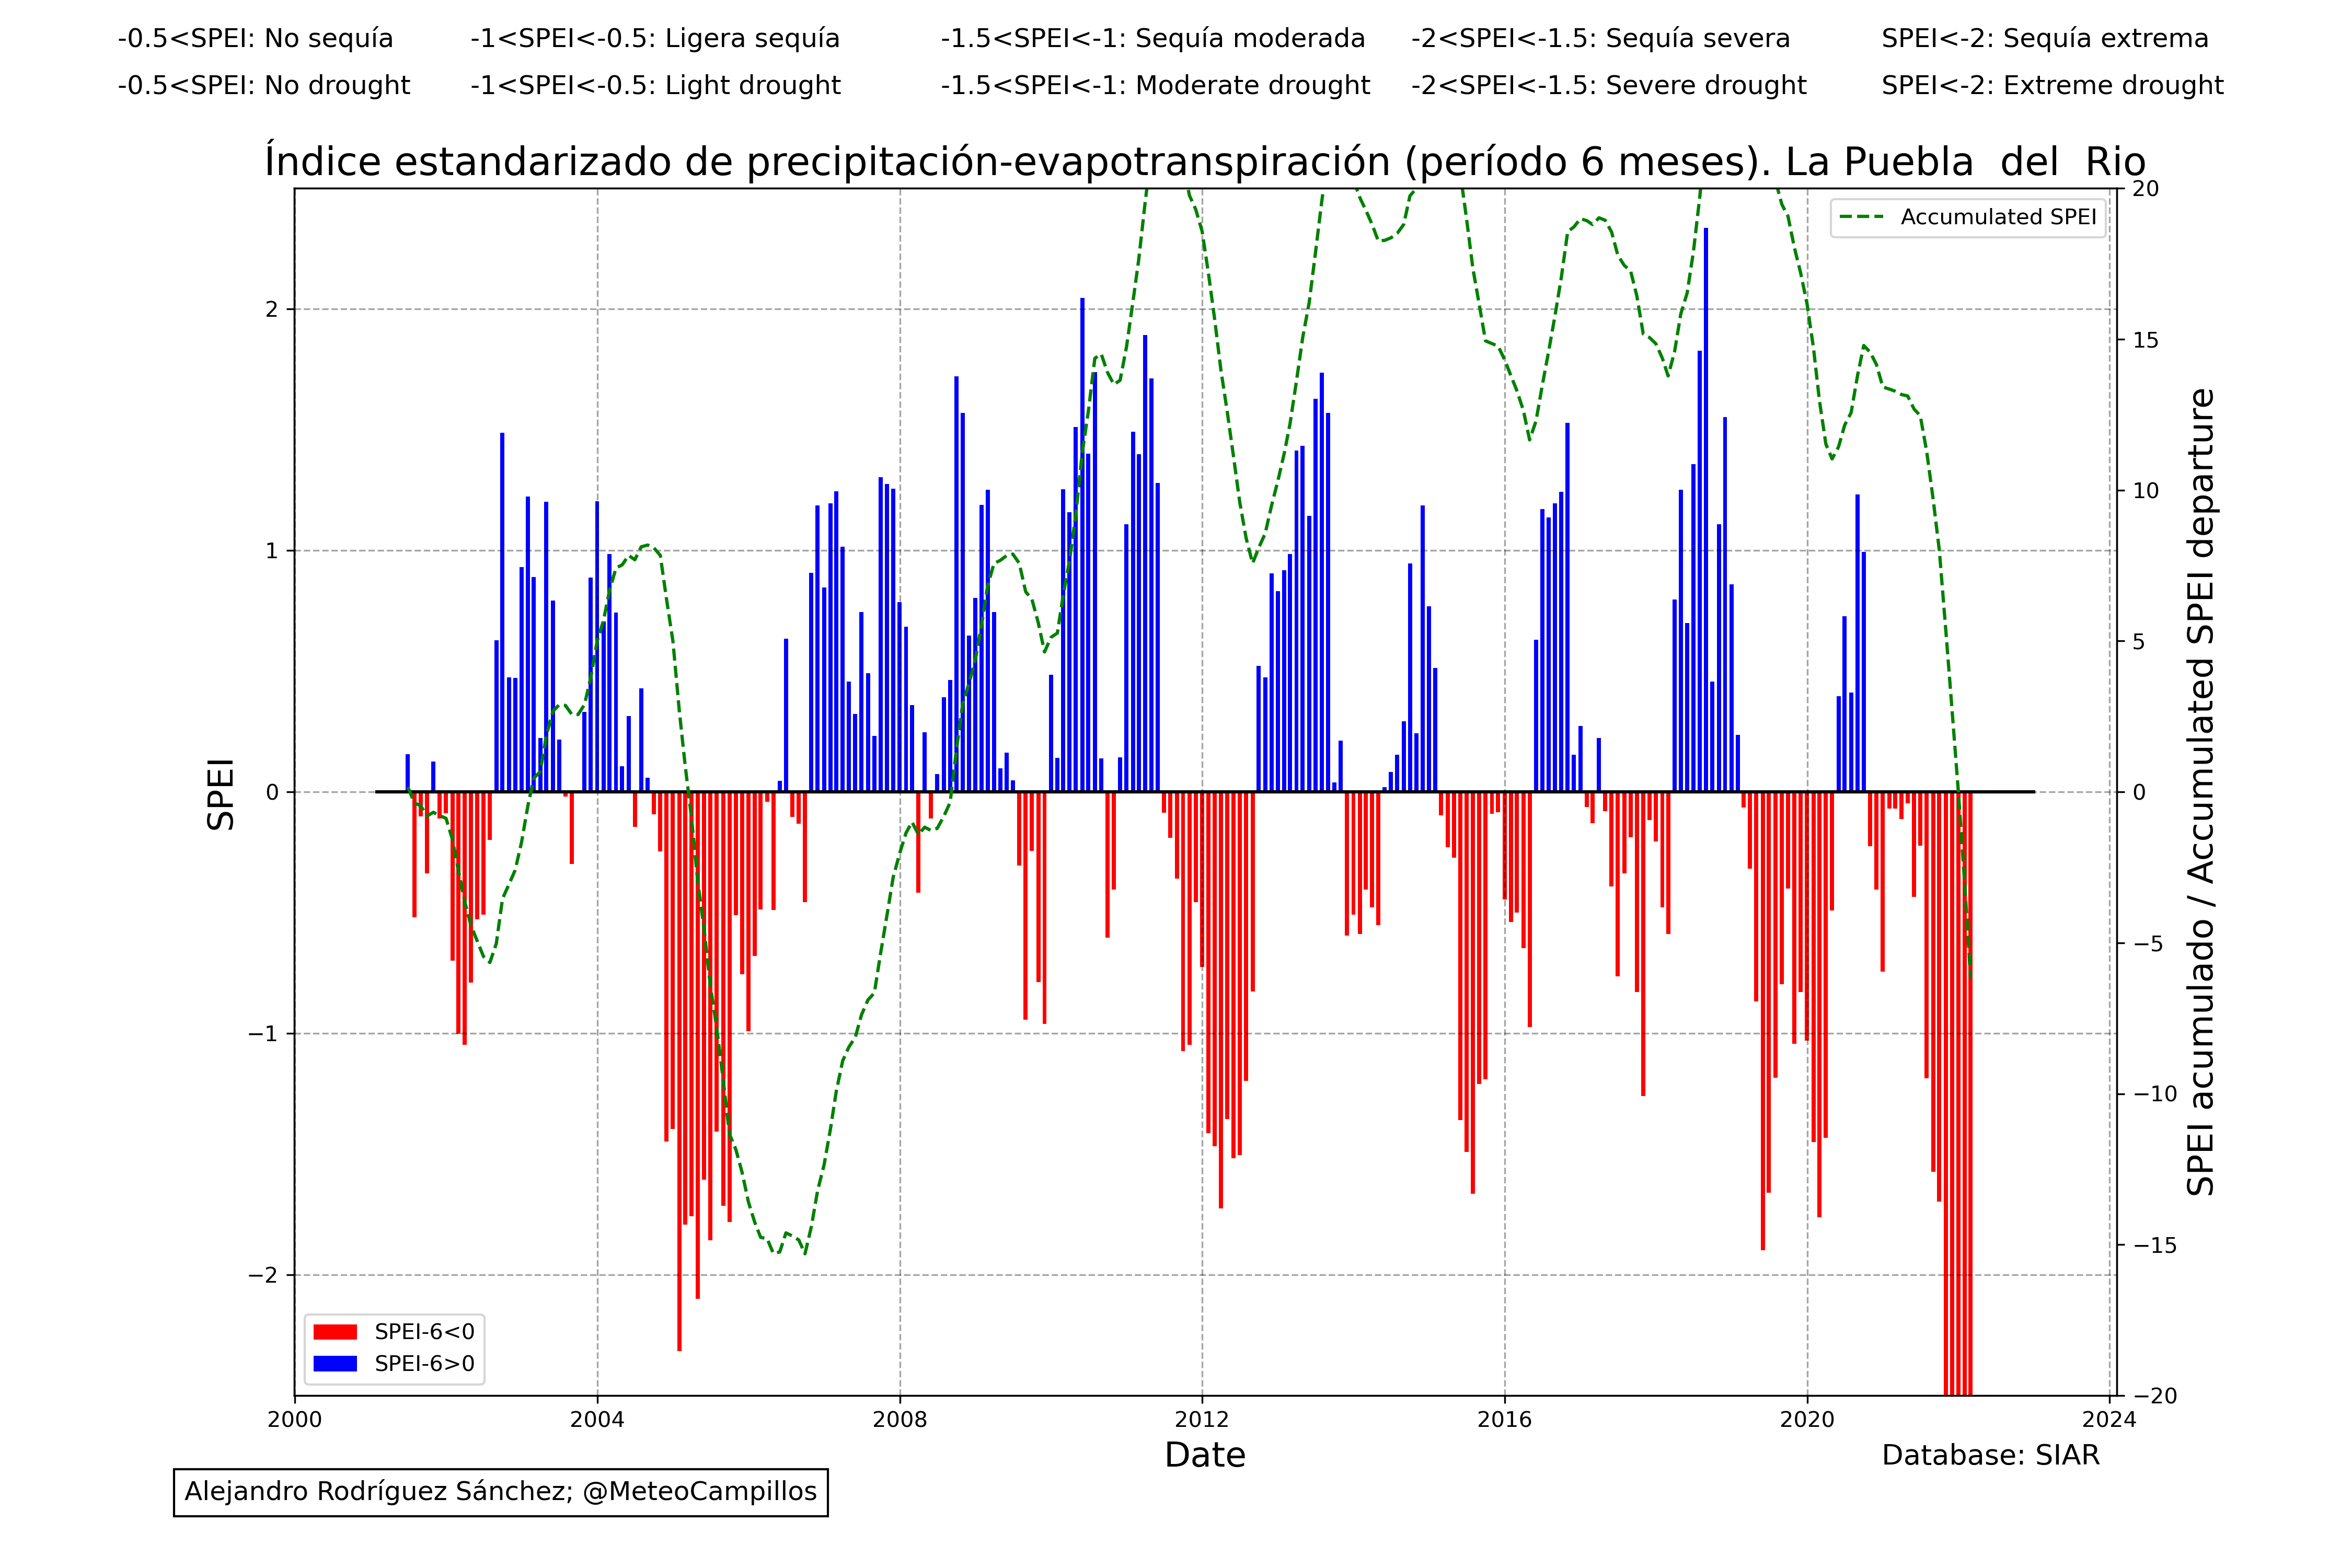 -0.5<SPEI: No sequía -1<SPEI<-0.5: Ligera sequía -1.5<SPEI<-1: Sequía moderada -2<SPEI<-1.5: Sequía severa SPEI<-2: Sequía extrema
-0.5<SPEI: No drought -1<SPEI<-0.5: Light drought -1.5<SPEI<-1: Moderate drought -2<SPEI<-1.5: Severe drought SPEI<-2: Extreme drought
Índice estandarizado de precipitación-evapotranspiración (período 6 meses). La Puebla del Rio
Accumulated SPEI
2
1
0
−1
−2
SPEI
20
15
10
5
0
−5
−10
−15
−20
SPEI acumulado / Accumulated SPEI departure
SPEI-6<0
SPEI-6>0
2000 2004 2008 2012 2016 2020 2024
Date
Database: SIAR
Alejandro Rodríguez Sánchez; @MeteoCampillos